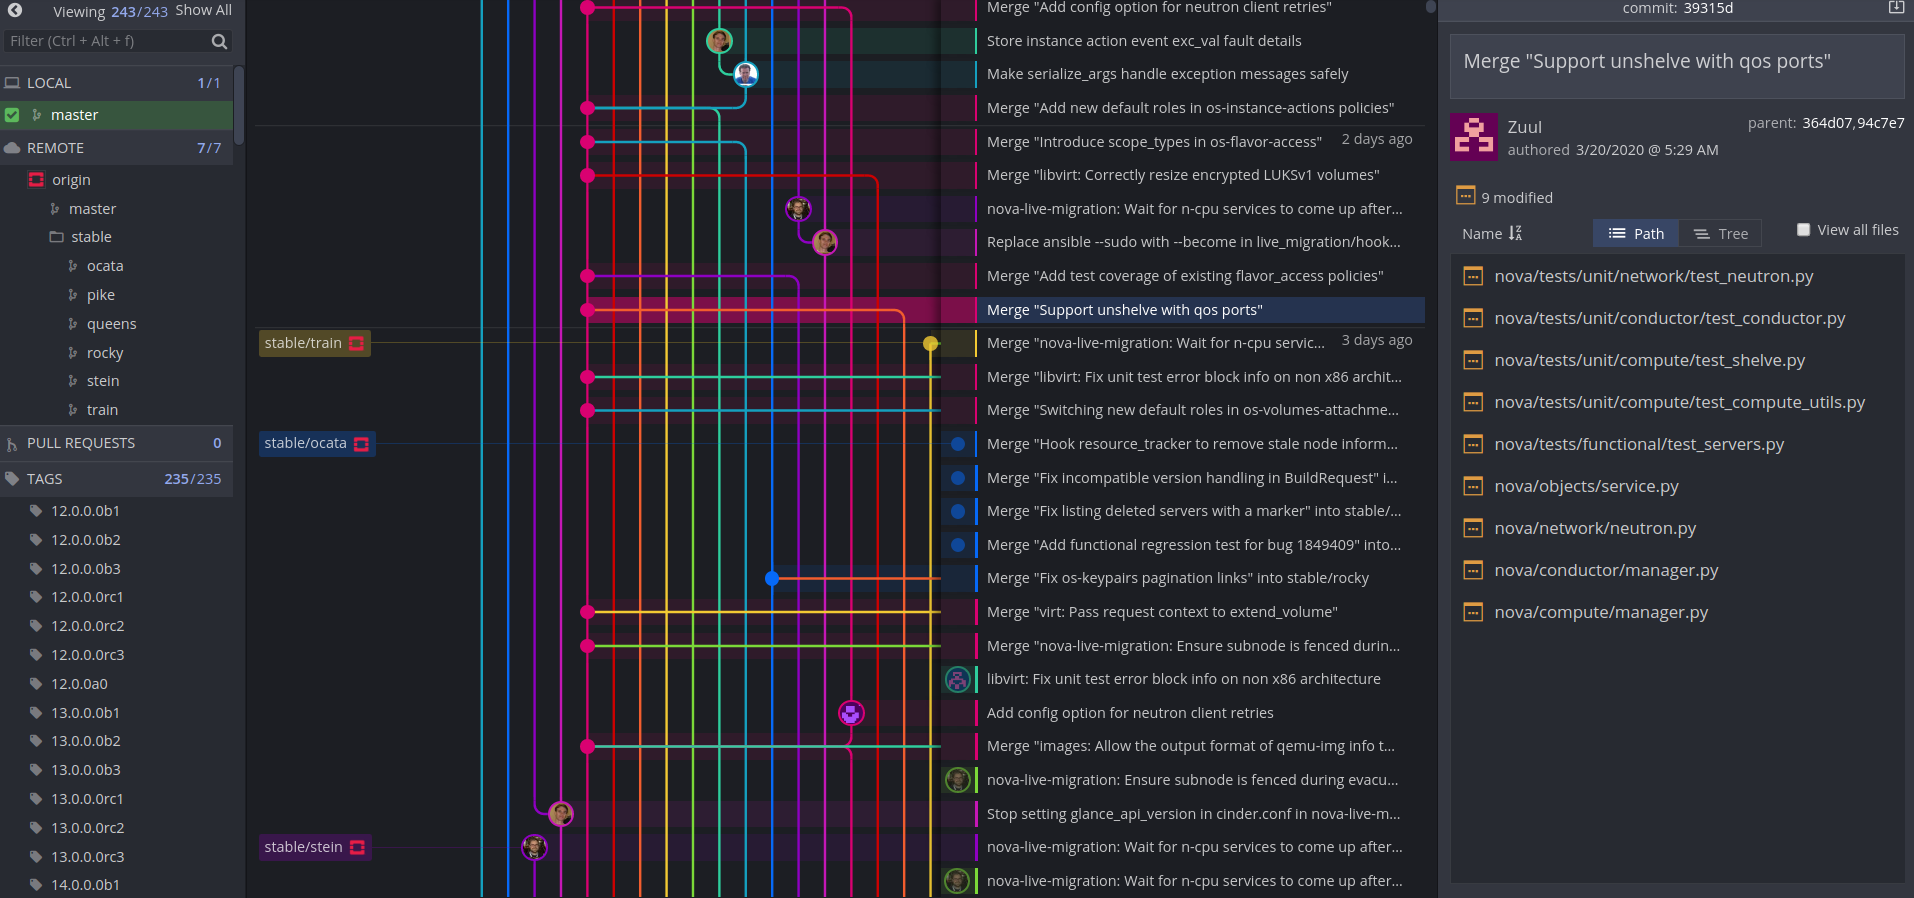 Viewing 243/243 Show All
Filter (Ctrl + Alt + f)
LOCAL 1/1
master
REMOTE 7/7
origin
master
stable
ocata
pike
queens
rocky
stein
train
PULL REQUESTS 0
TAGS 235/235
12.0.0.0b1
12.0.0.0b2
12.0.0.0b3
12.0.0.0rc1
12.0.0.0rc2
12.0.0.0rc3
12.0.0a0
13.0.0.0b1
13.0.0.0b2
13.0.0.0b3
13.0.0.0rc1
13.0.0.0rc2
13.0.0.0rc3
14.0.0.0b1
Merge "Add config option for neutron client retries"
Store instance action event exc_val fault details
Make serialize_args handle exception messages safely
Merge "Add new default roles in os-instance-actions policies"
Merge "Introduce scope_types in os-flavor-access" 2 days ago
Merge "libvirt: Correctly resize encrypted LUKSv1 volumes"
nova-live-migration: Wait for n-cpu services to come up after...
Replace ansible --sudo with --become in live_migration/hook...
Merge "Add test coverage of existing flavor_access policies"
Merge "Support unshelve with qos ports"
stable/train Merge "nova-live-migration: Wait for n-cpu servic... 3 days ago
Merge "libvirt: Fix unit test error block info on non x86 archit...
Merge "Switching new default roles in os-volumes-attachme...
stable/ocata Merge "Hook resource_tracker to remove stale node inform...
Merge "Fix incompatible version handling in BuildRequest" i...
Merge "Fix listing deleted servers with a marker" into stable/...
Merge "Add functional regression test for bug 1849409" into...
Merge "Fix os-keypairs pagination links" into stable/rocky
Merge "virt: Pass request context to extend_volume"
Merge "nova-live-migration: Ensure subnode is fenced durin...
libvirt: Fix unit test error block info on non x86 architecture
Add config option for neutron client retries
Merge "images: Allow the output format of qemu-img info t...
nova-live-migration: Ensure subnode is fenced during evacu...
Stop setting glance_api_version in cinder.conf in nova-live-m...
stable/stein nova-live-migration: Wait for n-cpu services to come up after...
nova-live-migration: Wait for n-cpu services to come up after...
commit: 39315d
Merge "Support unshelve with qos ports"
Zuul parent: 364d07,94c7e7
authored 3/20/2020 @ 5:29 AM
9 modified
Name Path Tree View all files
nova/tests/unit/network/test_neutron.py
nova/tests/unit/conductor/test_conductor.py
nova/tests/unit/compute/test_shelve.py
nova/tests/unit/compute/test_compute_utils.py
nova/tests/functional/test_servers.py
nova/objects/service.py
nova/network/neutron.py
nova/conductor/manager.py
nova/compute/manager.py